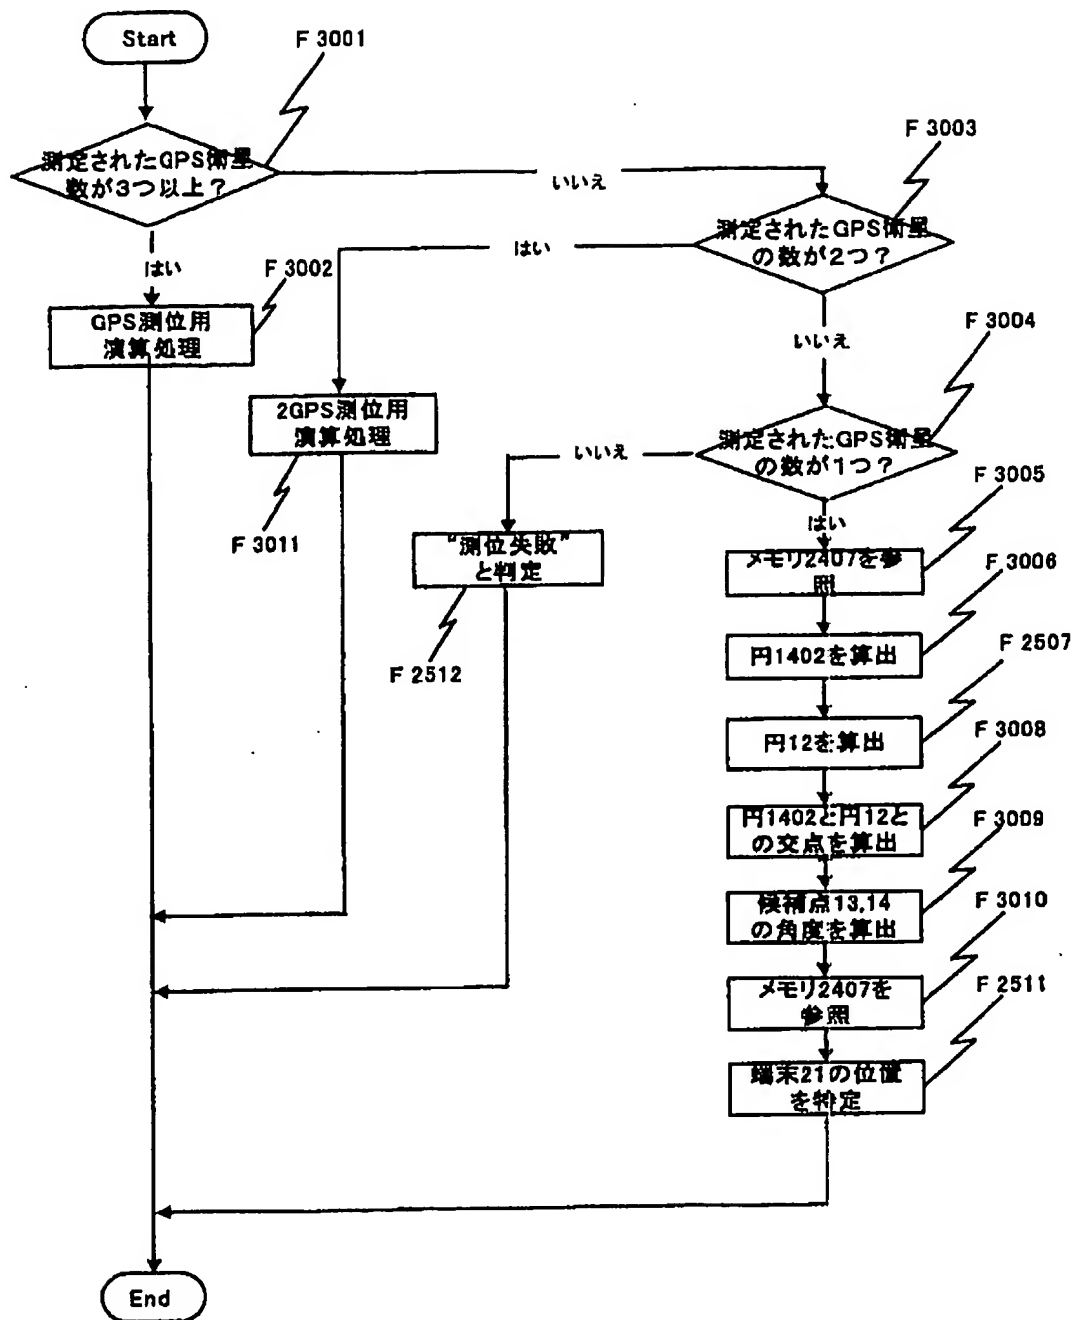 Start
F 3001
測定されたGPS衛星
数が3つ以上？
いいえ
はい
F 3002
GPS測位用
演算処理
F 3003
測定されたGPS衛星
の数が2つ？
はい
いいえ
2GPS測位用
演算処理
F 3011
F 3004
測定されたGPS衛星
の数が1つ？
いいえ
はい
"測位失敗"
と判定
F 2512
F 3005
メモリ2407を参
照
F 3006
円1402を算出
F 2507
円12を算出
F 3008
円1402と円12と
の交点を算出
F 3009
候補点13,14
の角度を算出
F 3010
メモリ2407を
参照
F 2511
端末21の位置
を特定
End